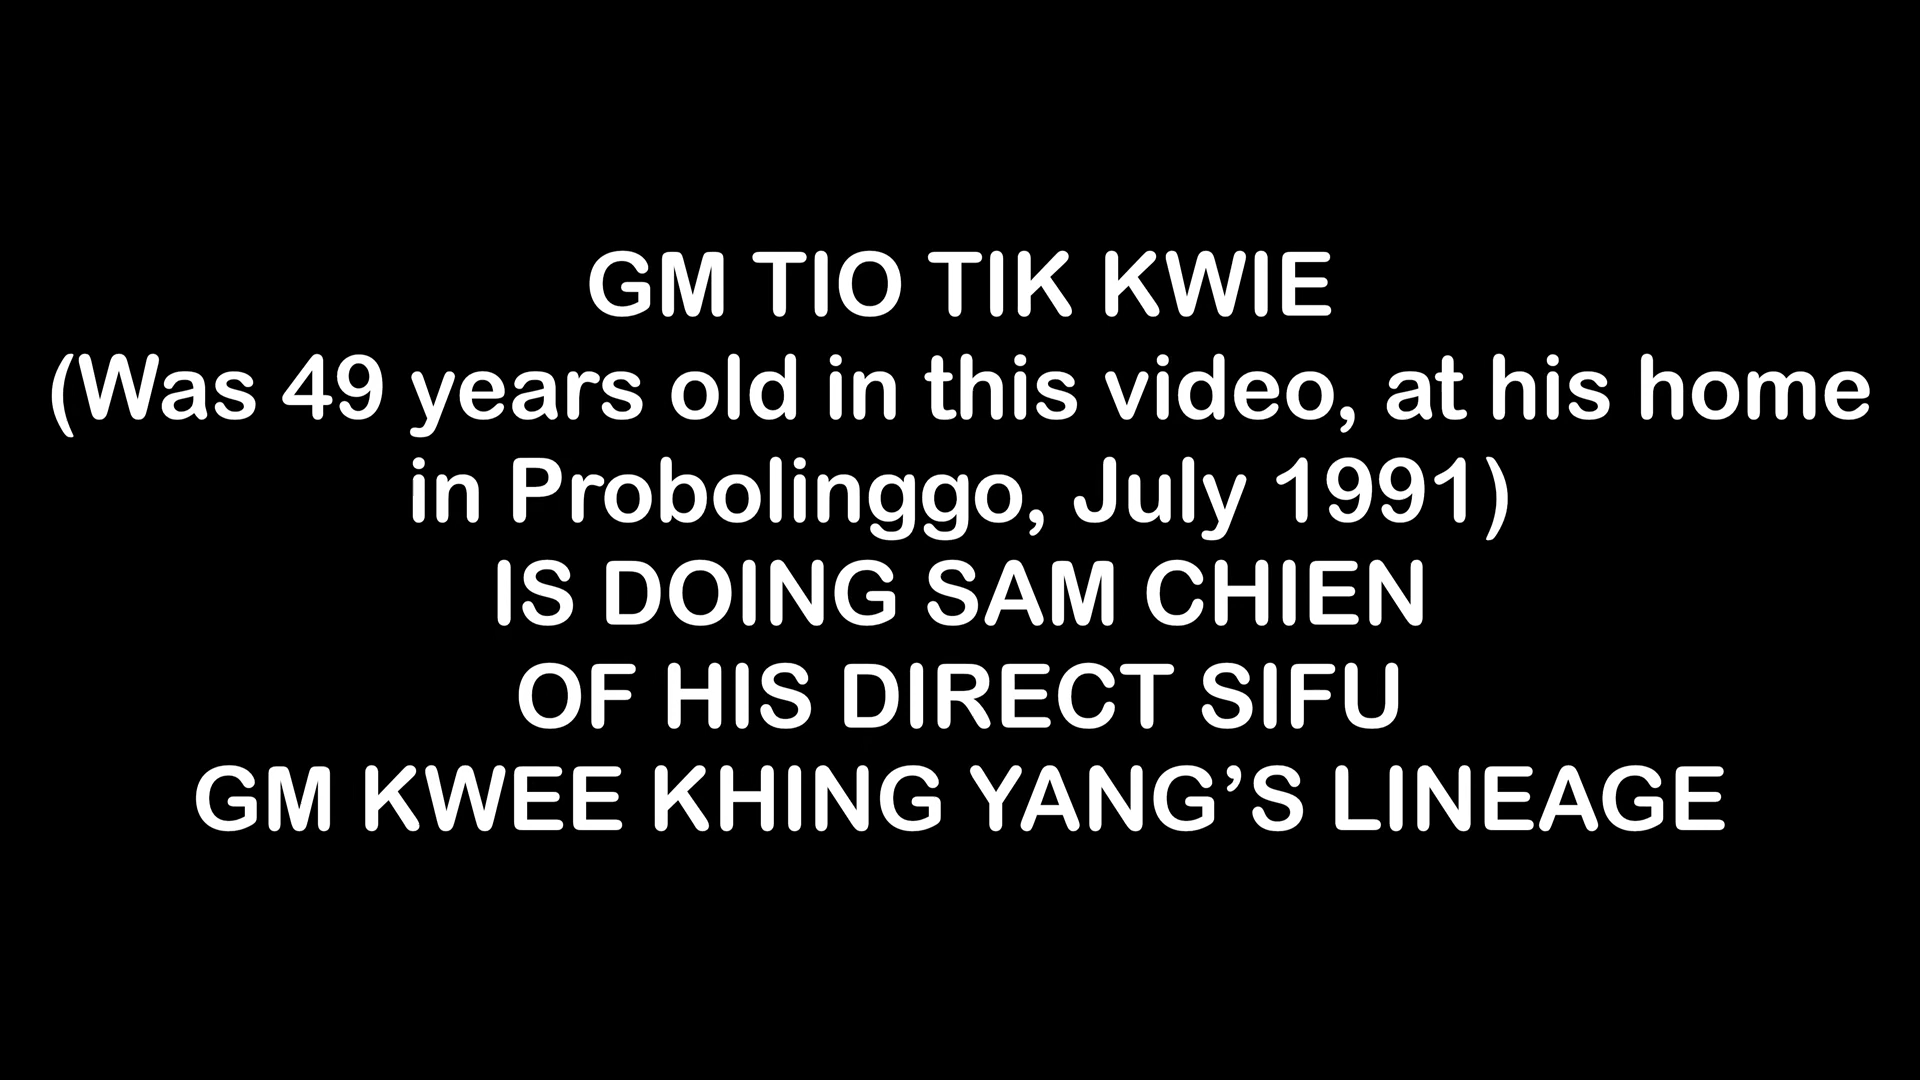 GM TIO TIK KWIE
(Was 49 years old in this video, at his home
in Probolinggo, July 1991)
IS DOING SAM CHIEN
OF HIS DIRECT SIFU
GM KWEE KHING YANG’S LINEAGE